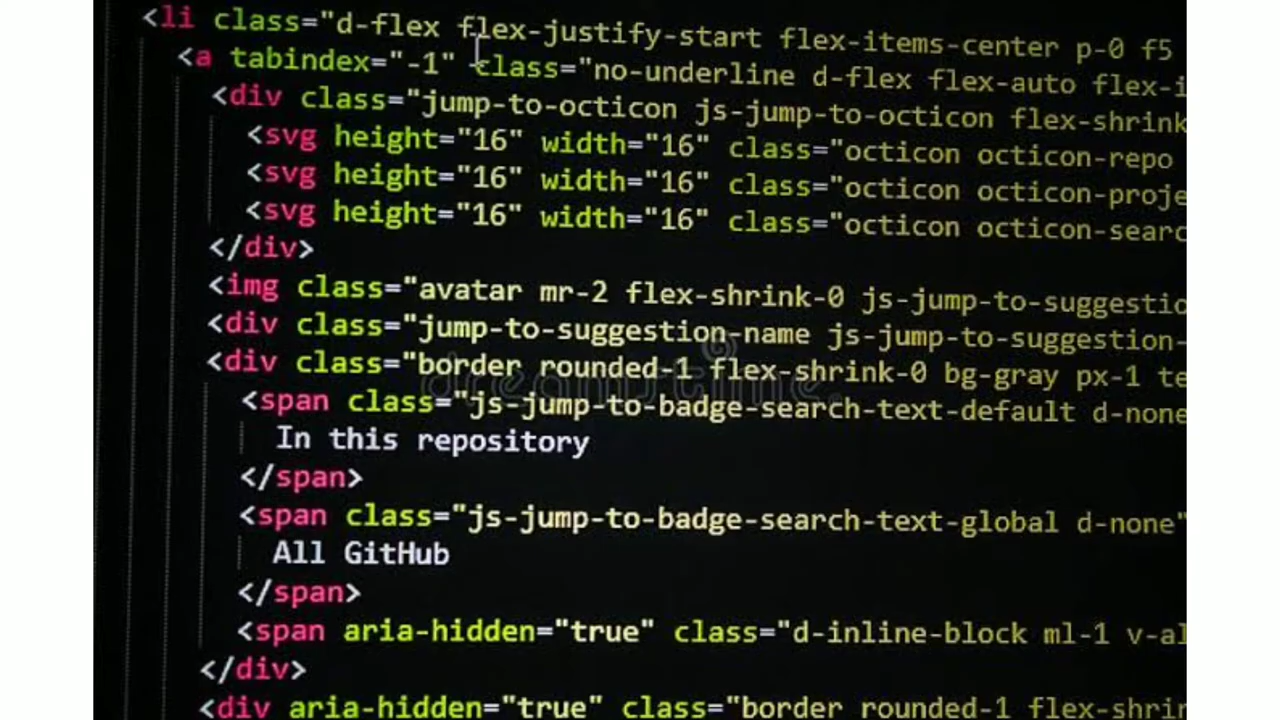 <li class="d-flex flex-justify-start flex-items-center p-0 f5
<a tabindex="-1" class="no-underline d-flex flex-auto flex-i
<div class="jump-to-octicon js-jump-to-octicon flex-shrink
<svg height="16" width="16" class="octicon octicon-repo
<svg height="16" width="16" class="octicon octicon-proje
<svg height="16" width="16" class="octicon octicon-searc
</div>
<img class="avatar mr-2 flex-shrink-0 js-jump-to-suggestio
<div class="jump-to-suggestion-name js-jump-to-suggestion-
<div class="border rounded-1 flex-shrink-0 bg-gray px-1 te
dreamstime.
<span class="js-jump-to-badge-search-text-default d-none
In this repository
</span>
<span class="js-jump-to-badge-search-text-global d-none"
All GitHub
</span>
<span aria-hidden="true" class="d-inline-block ml-1 v-al
</div>
<div aria-hidden="true" class="border rounded-1 flex-shrin